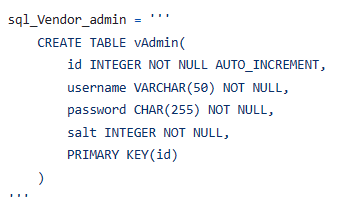 sql_Vendor_admin = '''
    CREATE TABLE vAdmin(
        id INTEGER NOT NULL AUTO_INCREMENT,
        username VARCHAR(50) NOT NULL,
        password CHAR(255) NOT NULL,
        salt INTEGER NOT NULL,
        PRIMARY KEY(id)
    )
'''